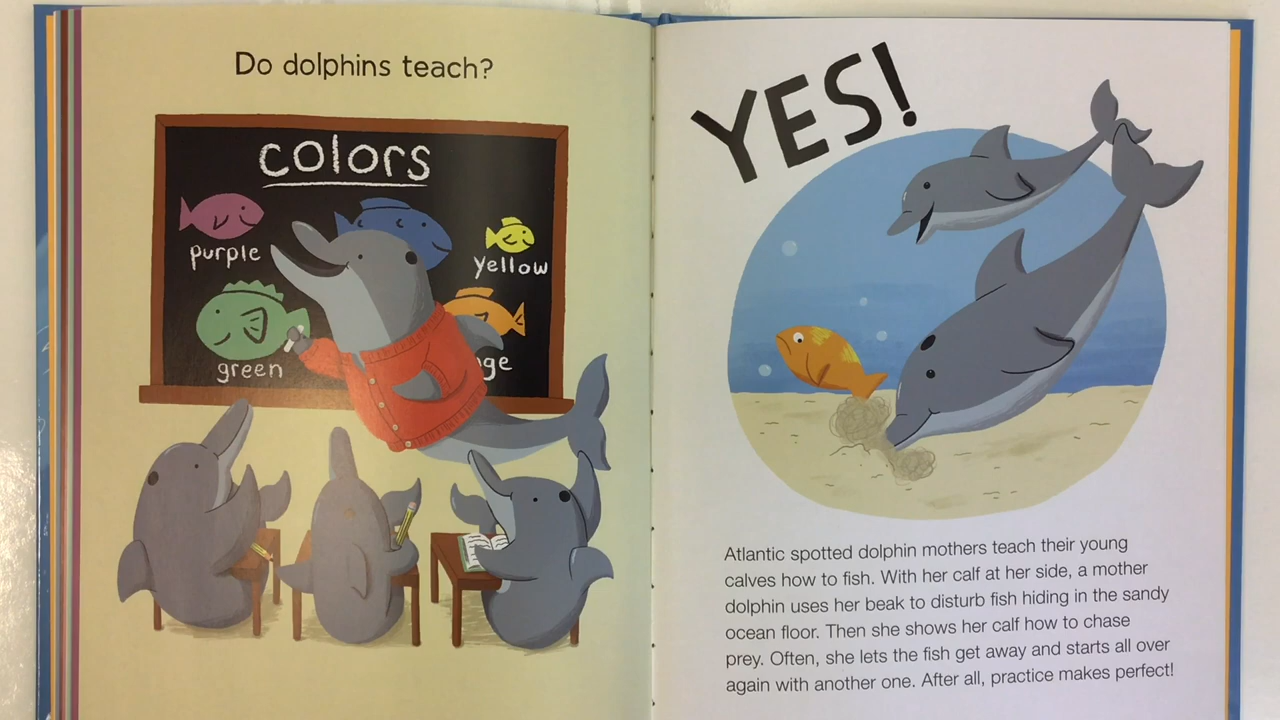 Do dolphins teach?
colors
purple
yellow
green
YES!
Atlantic spotted dolphin mothers teach their young
calves how to fish. With her calf at her side, a mother
dolphin uses her beak to disturb fish hiding in the sandy
ocean floor. Then she shows her calf how to chase
prey. Often, she lets the fish get away and starts all over
again with another one. After all, practice makes perfect!